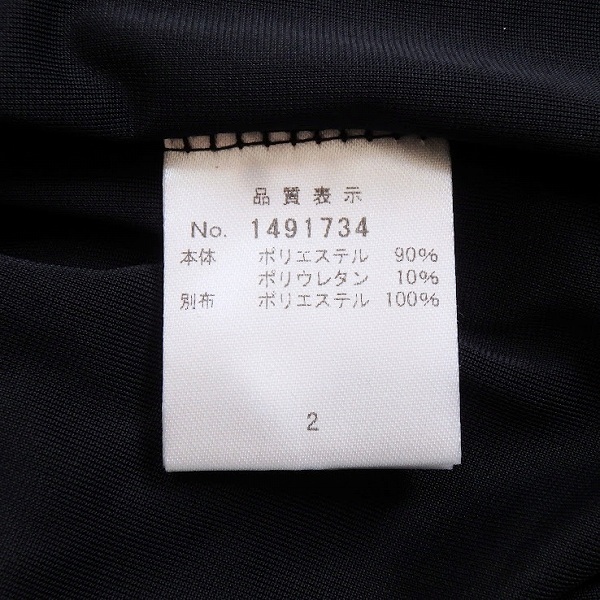 品質表示
No. 1491734
本体 ポリエステル 90%
ポリウレタン 10%
別布 ポリエステル 100%
2